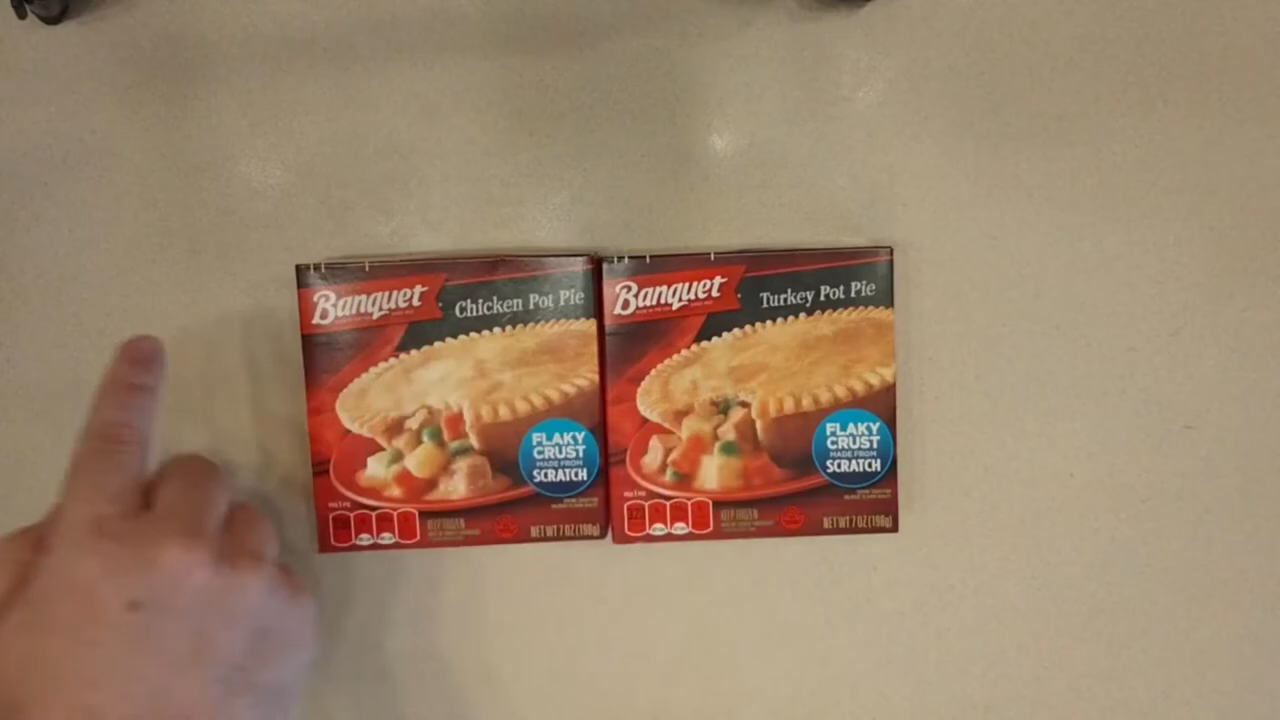 Banquet
Chicken Pot Pie
FLAKY
CRUST
MADE FROM
SCRATCH
KEEP FROZEN
NET WT 7 OZ (198g)
Banquet
Turkey Pot Pie
FLAKY
CRUST
MADE FROM
SCRATCH
KEEP FROZEN
NET WT 7 OZ (198g)